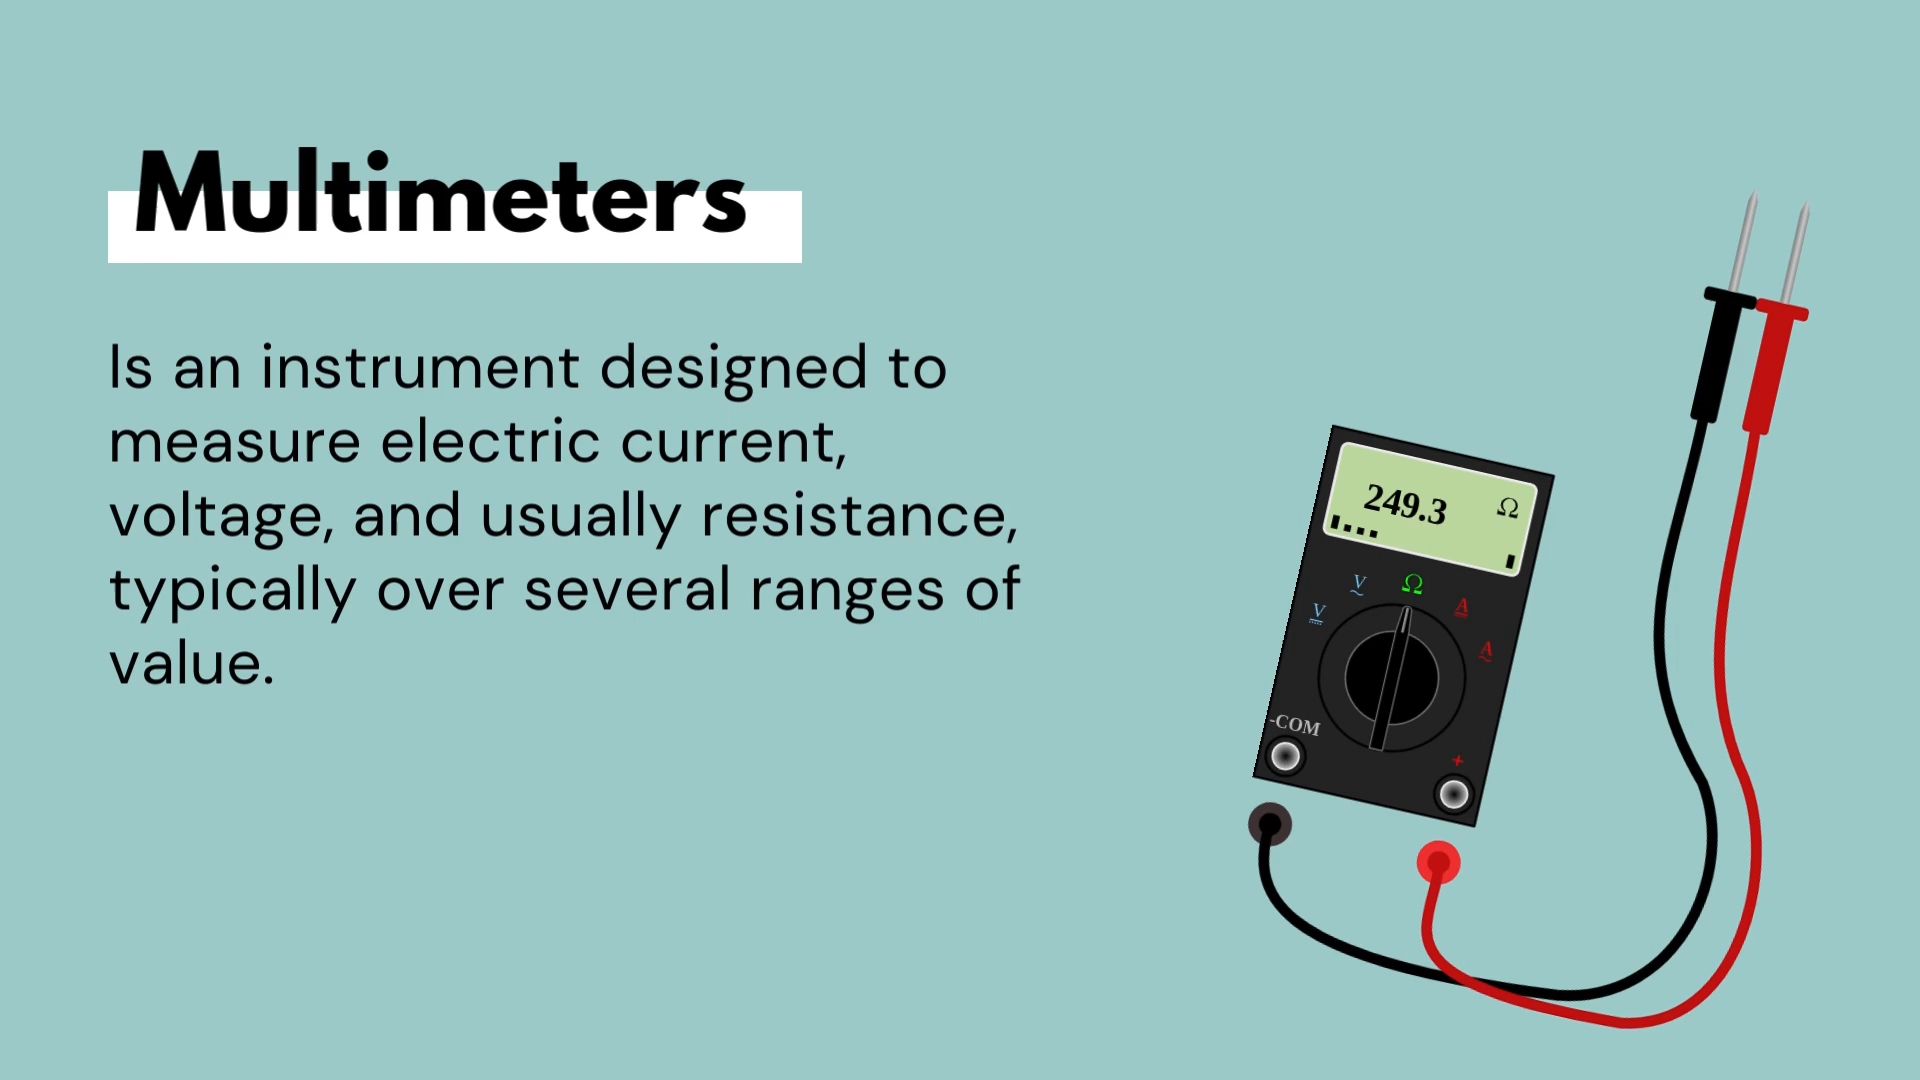 Multimeters
Is an instrument designed to
measure electric current,
voltage, and usually resistance,
typically over several ranges of
value.
249.3 Ω
V Ω A
V A
-COM
+